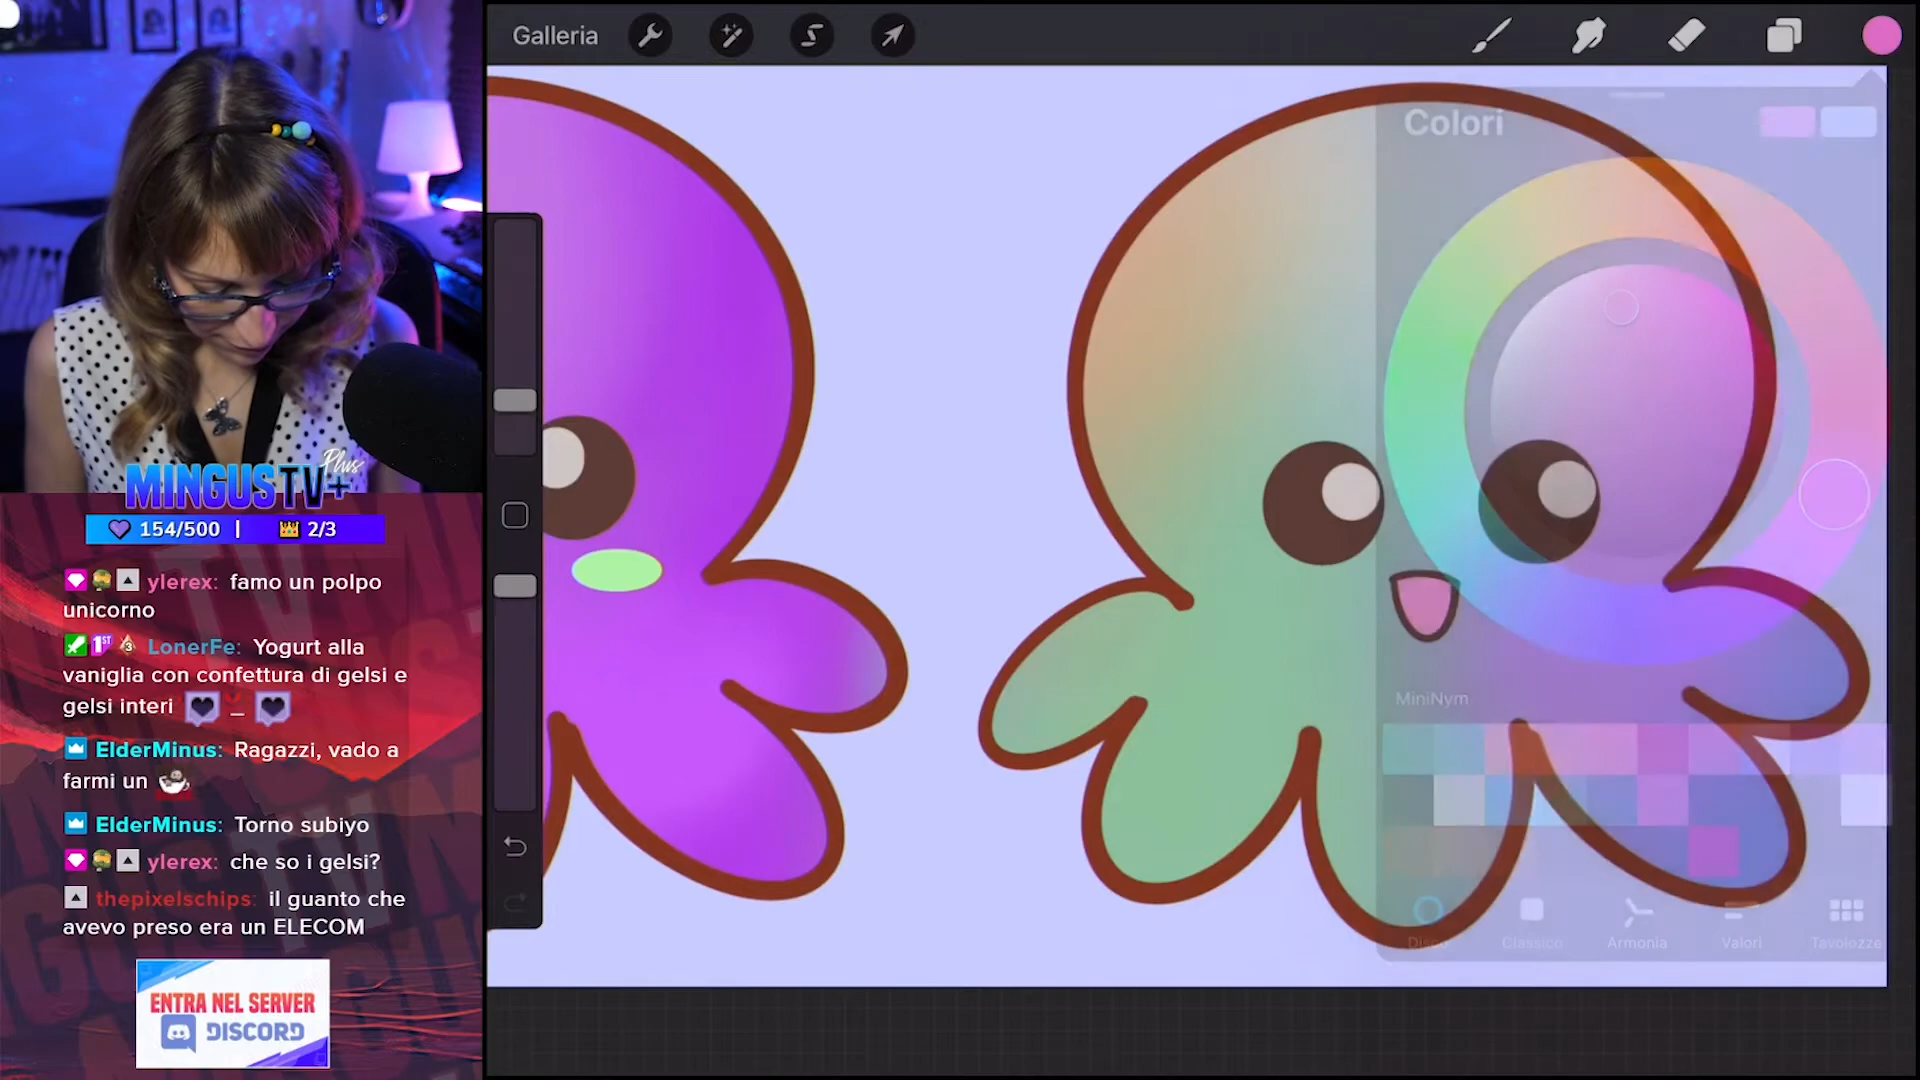 Galleria
Colori
MINGUSTV+
Plus
154/500 | 2/3
ylerex: famo un polpo
unicorno
1ST 3 LonerFe: Yogurt alla
vaniglia con confettura di gelsi e
gelsi interi _
ElderMinus: Ragazzi, vado a
farmi un
ElderMinus: Torno subiyo
ylerex: che so i gelsi?
thepixelschips: il guanto che
avevo preso era un ELECOM
ENTRA NEL SERVER
DISCORD
MiniNym
Disco Classico Armonia Valori Tavolozze